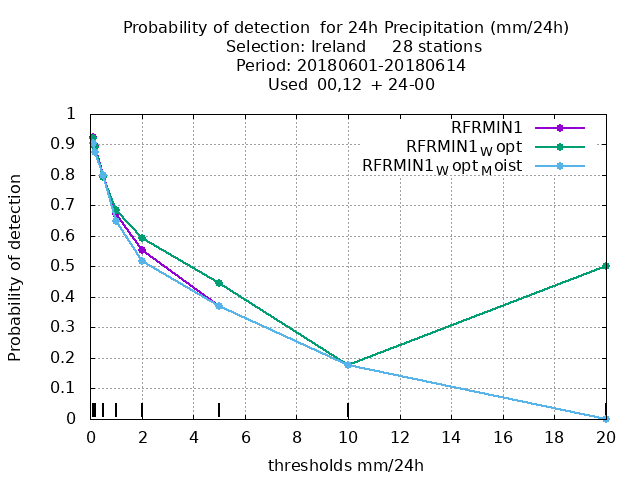 Probability of detection  for 24h Precipitation (mm/24h)
Selection: Ireland     28 stations
Period: 20180601-20180614
Used  00,12  + 24-00
RFRMIN1
RFRMIN1_W opt
RFRMIN1_W opt_M oist
Probability of detection
1
0.9
0.8
0.7
0.6
0.5
0.4
0.3
0.2
0.1
0
0 2 4 6 8 10 12 14 16 18 20
thresholds mm/24h